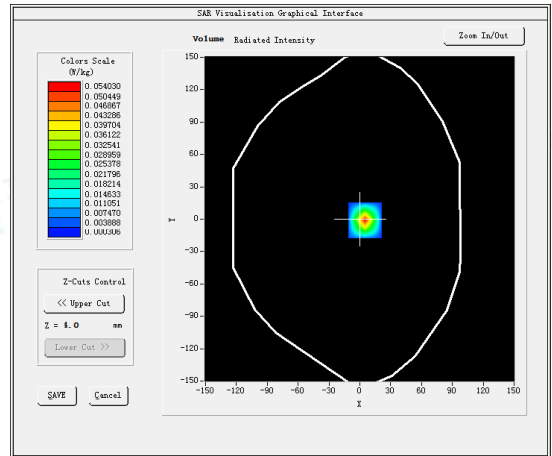 SAR Visualisation Graphical Interface
Volume Radiated Intensity
Zoom In/Out
Colors Scale
(W/kg)
0.054030
0.050449
0.046867
0.043286
0.039704
0.036122
0.032541
0.028959
0.025378
0.021796
0.018214
0.014633
0.011051
0.007470
0.003888
0.000306
Z-Cuts Control
<< Upper Cut
Z = 4.0 mm
Lower Cut >>
SAVE
Cancel
150
120
90
60
30
0
-30
-60
-90
-120
-150
Y
-150 -120 -90 -60 -30 0 30 60 90 120 150
X